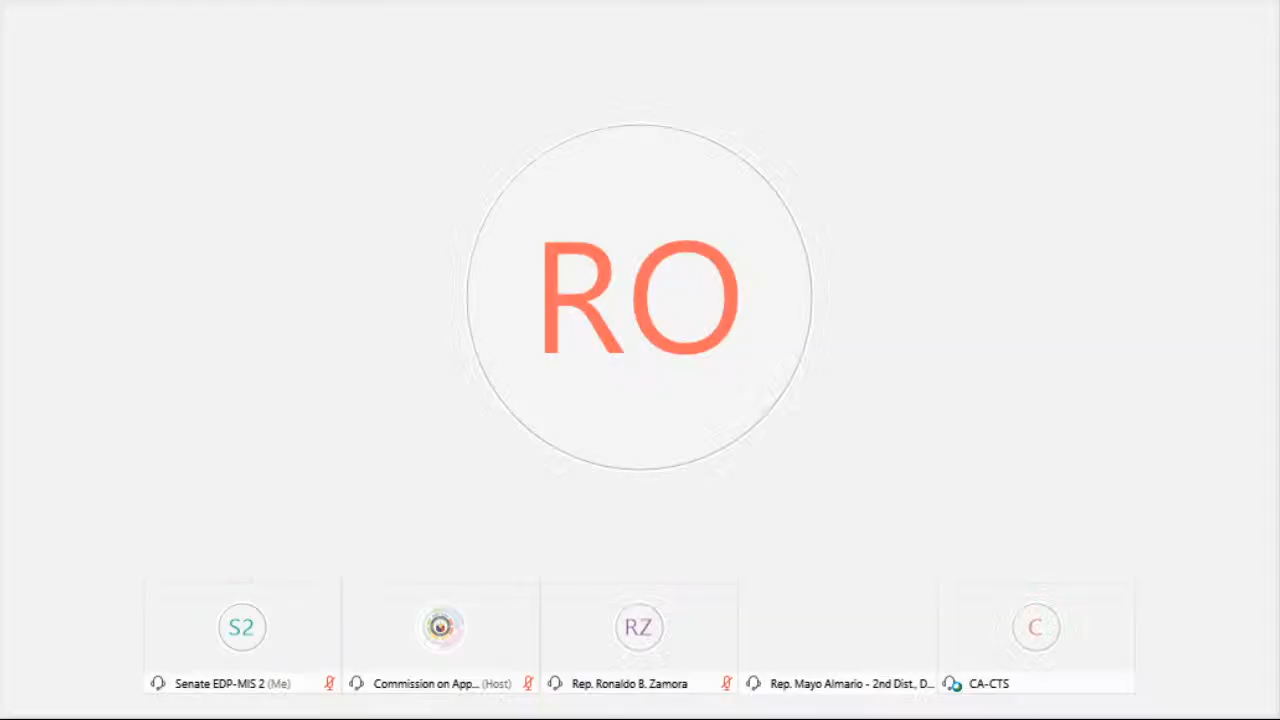 RO
S2
RZ
C
Senate EDP-MIS 2 (Me)
Commission on App... (Host)
Rep. Ronaldo B. Zamora
Rep. Mayo Almario - 2nd Dist., D...
CA-CTS